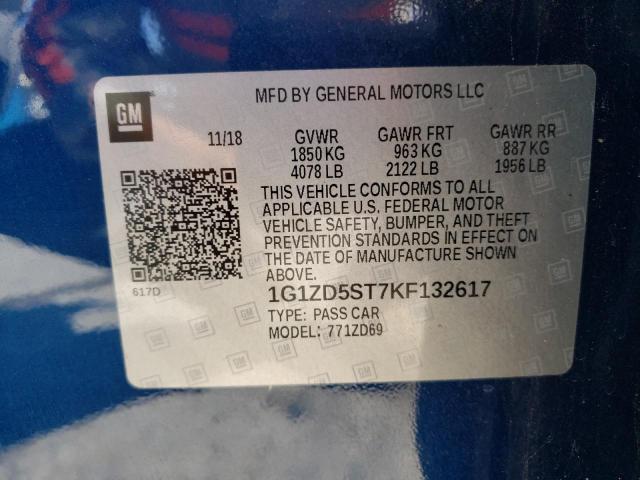 GM
MFD BY GENERAL MOTORS LLC
11/18 GVWR GAWR FRT GAWR RR
1850 KG 963 KG 887 KG
4078 LB 2122 LB 1956 LB
THIS VEHICLE CONFORMS TO ALL
APPLICABLE U.S. FEDERAL MOTOR
VEHICLE SAFETY, BUMPER, AND THEFT
PREVENTION STANDARDS IN EFFECT ON
THE DATE OF MANUFACTURE SHOWN
ABOVE.
617D
1G1ZD5ST7KF132617
TYPE: PASS CAR
MODEL: 771ZD69